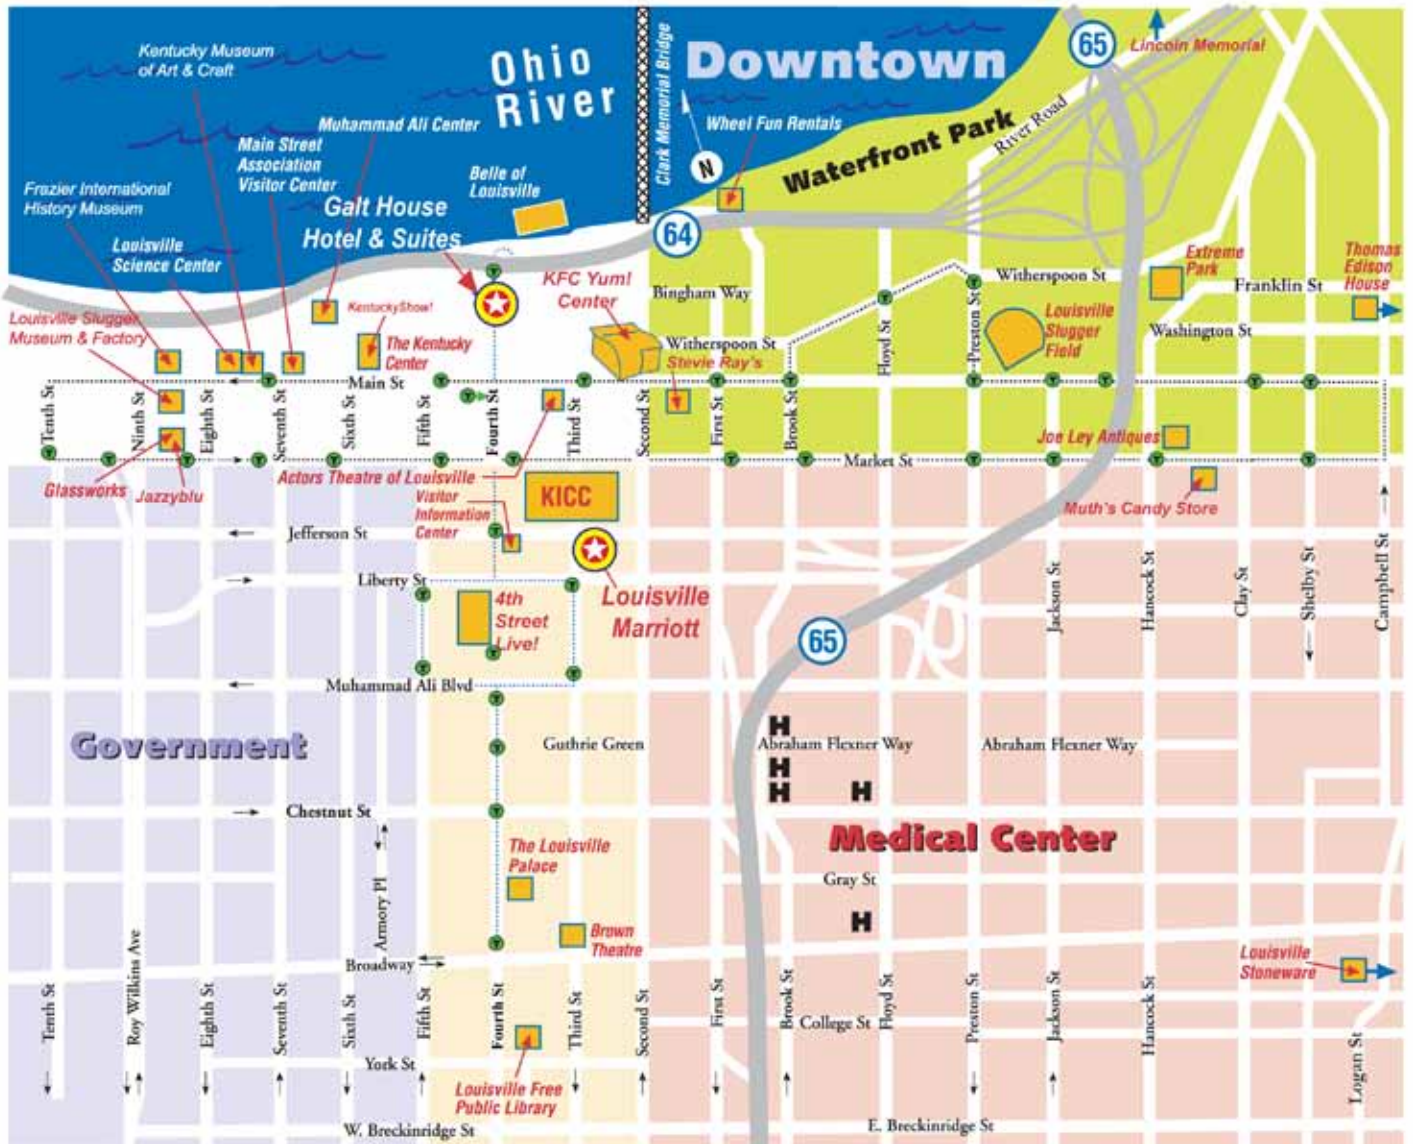 Kentucky Museum
of Art & Craft
Ohio
River
Clark Memorial Bridge
Downtown
65
Lincoln Memorial
Muhammad Ali Center
Wheel Fun Rentals
Waterfront Park
River Road
Main Street
Association
Visitor Center
N
Belle of
Louisville
Frazier International
History Museum
Galt House
Hotel & Suites
Louisville
Science Center
64
KFC Yum!
Center
Witherspoon St
Extreme
Park
Thomas
Edison
House
Franklin St
Bingham Way
KentuckyShow!
Louisville Slugger
Museum & Factory
The Kentucky
Center
Witherspoon St
Stevie Ray's
Floyd St
Preston St
Louisville
Slugger
Field
Washington St
Main St
Tenth St
Ninth St
Eighth St
Seventh St
Sixth St
Fifth St
Fourth St
Third St
Second St
First St
Brook St
Joe Ley Antiques
Market St
Glassworks
Jazzyblu
Actors Theatre of Louisville
Visitor
Information
Center
KICC
Muth's Candy Store
Jefferson St
Liberty St
4th
Street
Live!
Louisville
Marriott
65
Jackson St
Hancock St
Clay St
Shelby St
Campbell St
Muhammad Ali Blvd
Government
Guthrie Green
H
Abraham Flexner Way
Abraham Flexner Way
H
H
H
Chestnut St
Medical Center
The Louisville
Palace
Gray St
Armory Pl
H
Brown
Theatre
Broadway
Louisville
Stoneware
Tenth St
Roy Wilkins Ave
Eighth St
Seventh St
Sixth St
Fifth St
Fourth St
Third St
Second St
First St
Brook St
College St
Floyd St
Preston St
Jackson St
Hancock St
Logan St
York St
Louisville Free
Public Library
W. Breckinridge St
E. Breckinridge St